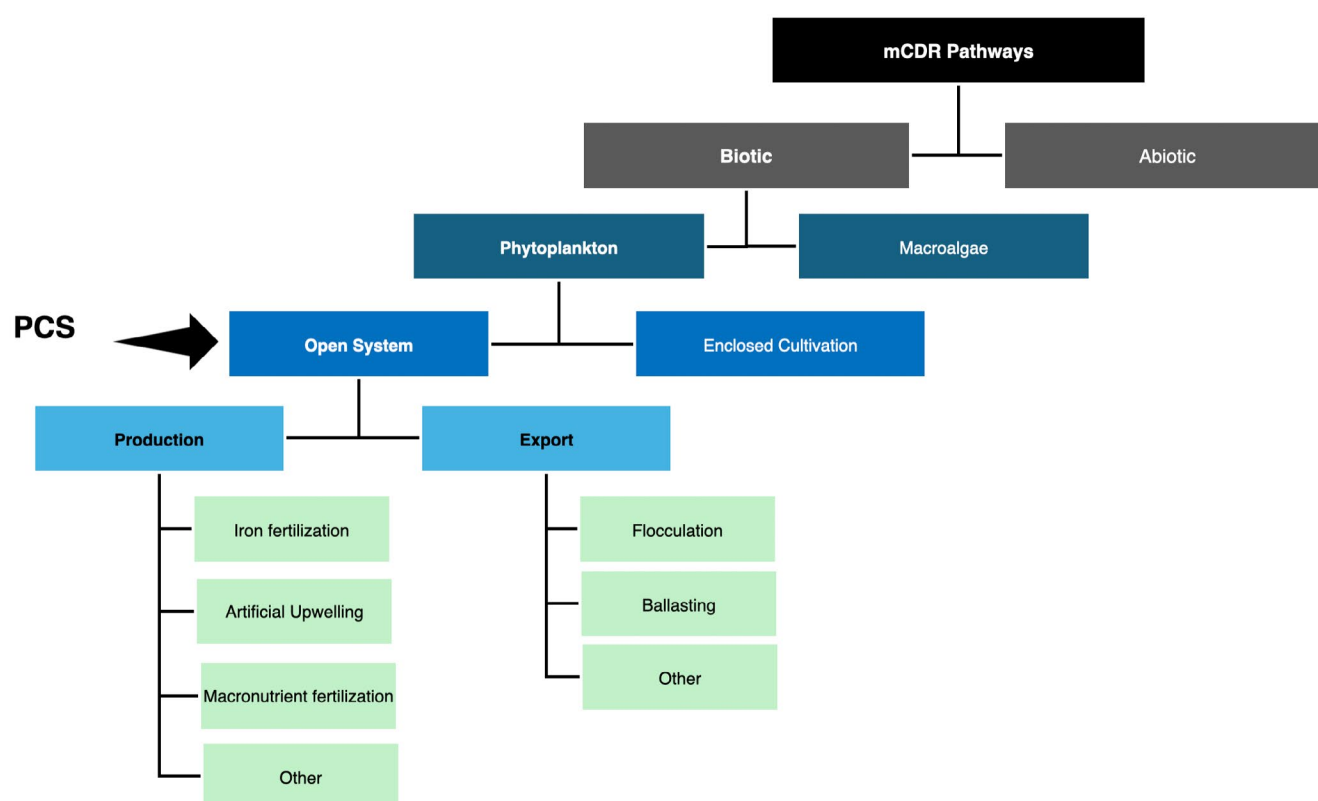 mCDR Pathways
Biotic
Abiotic
Phytoplankton
Macroalgae
PCS
Open System
Enclosed Cultivation
Production
Export
Iron fertilization
Flocculation
Artificial Upwelling
Ballasting
Macronutrient fertilization
Other
Other